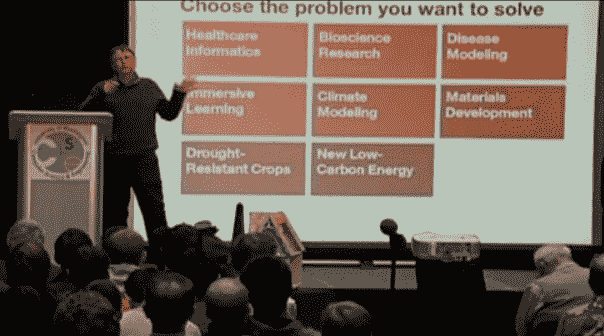 Choose the problem you want to solve
Healthcare
Informatics
Bioscience
Research
Disease
Modeling
Immersive
Learning
Climate
Modeling
Materials
Development
Drought-
Resistant Crops
New Low-
Carbon Energy